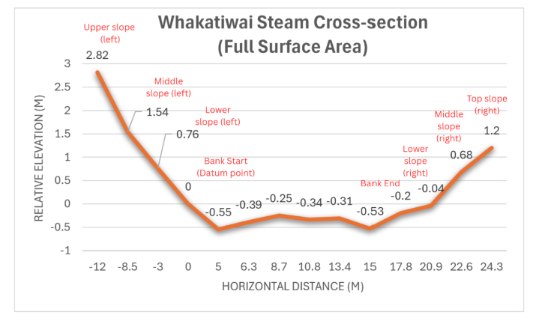 Whakatiwai Steam Cross-section
(Full Surface Area)
Upper slope
(left)
2.82
Middle
slope (left)
1.54
Lower
slope (left)
0.76
Bank Start
(Datum point)
0
-0.55
-0.39
-0.25
-0.34
-0.31
Bank End
-0.53
-0.2
Lower
slope
(right)
-0.04
Middle
slope
(right)
0.68
Top slope
(right)
1.2
RELATIVE ELEVATION (M)
3
2.5
2
1.5
1
0.5
0
-0.5
-1
-12 -8.5 -3 0 5 6.3 8.7 10.8 13.4 15 17.8 20.9 22.6 24.3
HORIZONTAL DISTANCE (M)